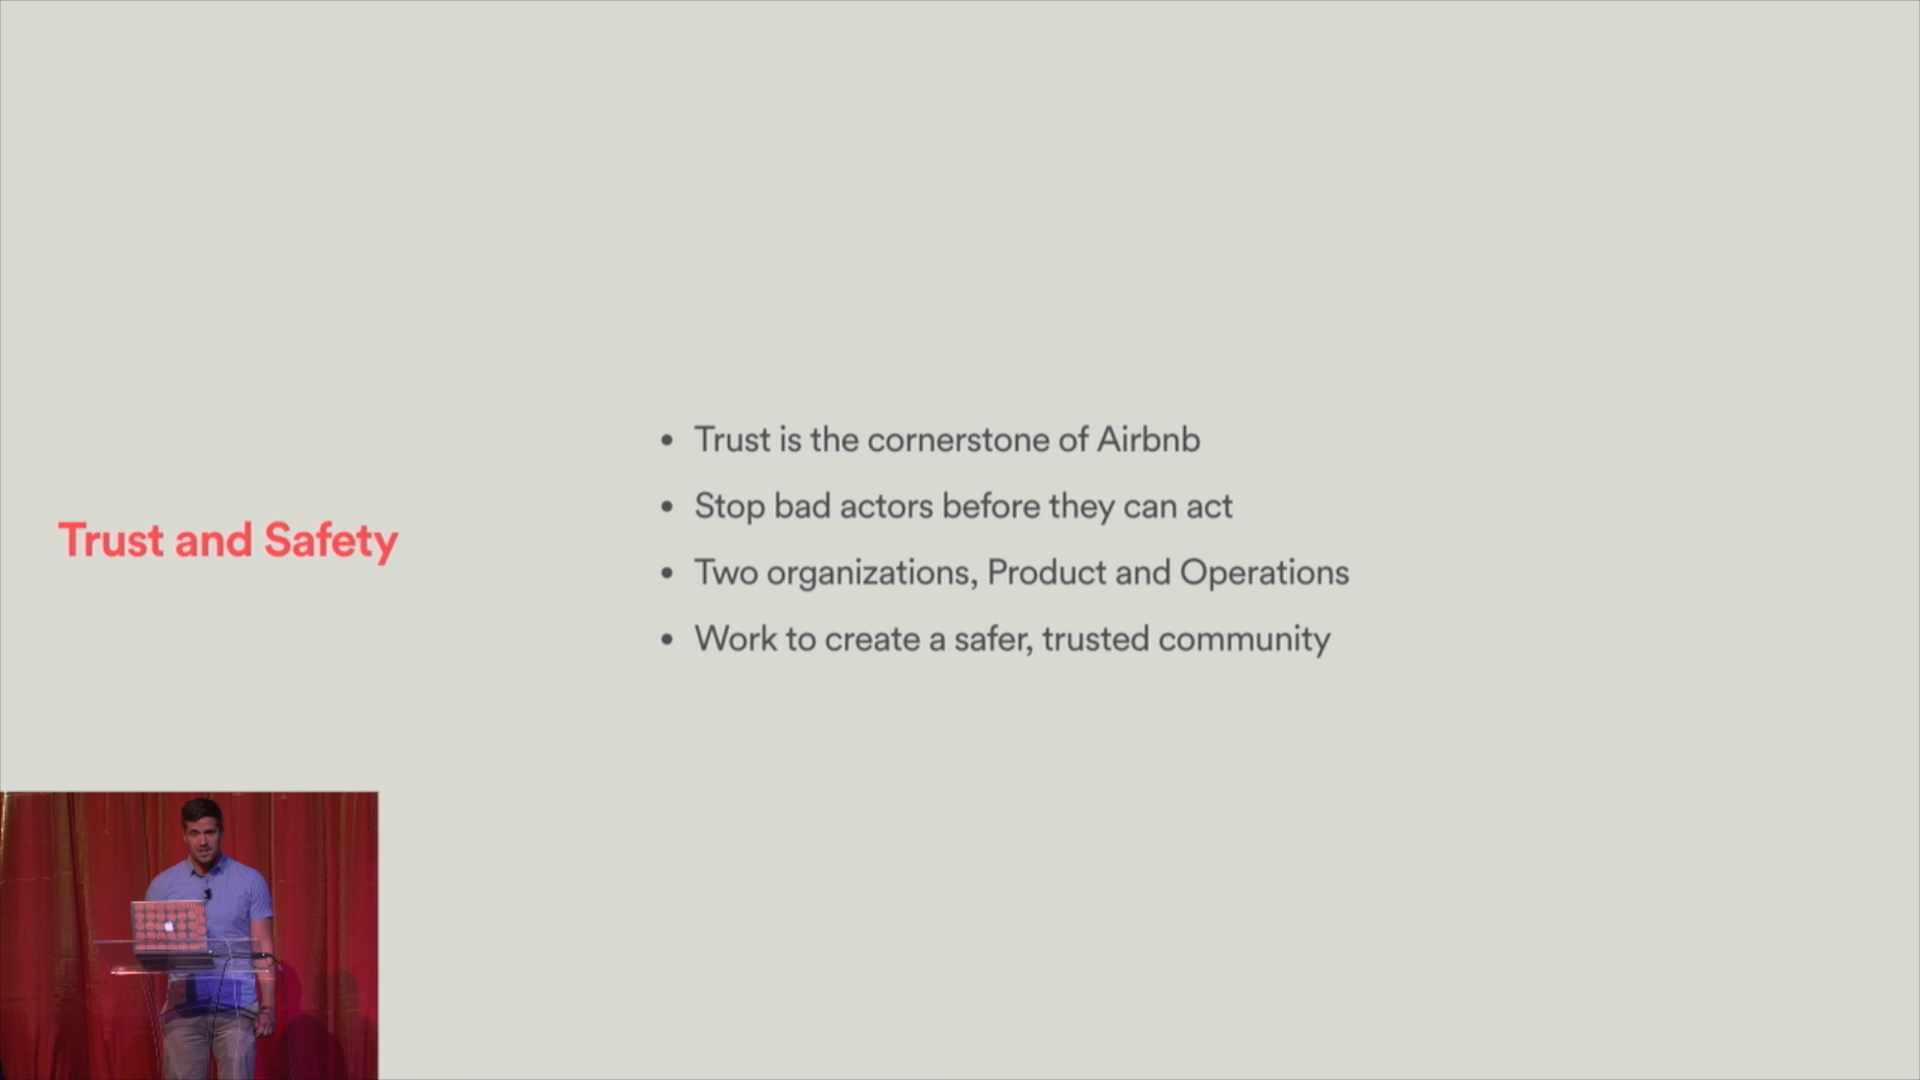 Trust and Safety
• Trust is the cornerstone of Airbnb
• Stop bad actors before they can act
• Two organizations, Product and Operations
• Work to create a safer, trusted community